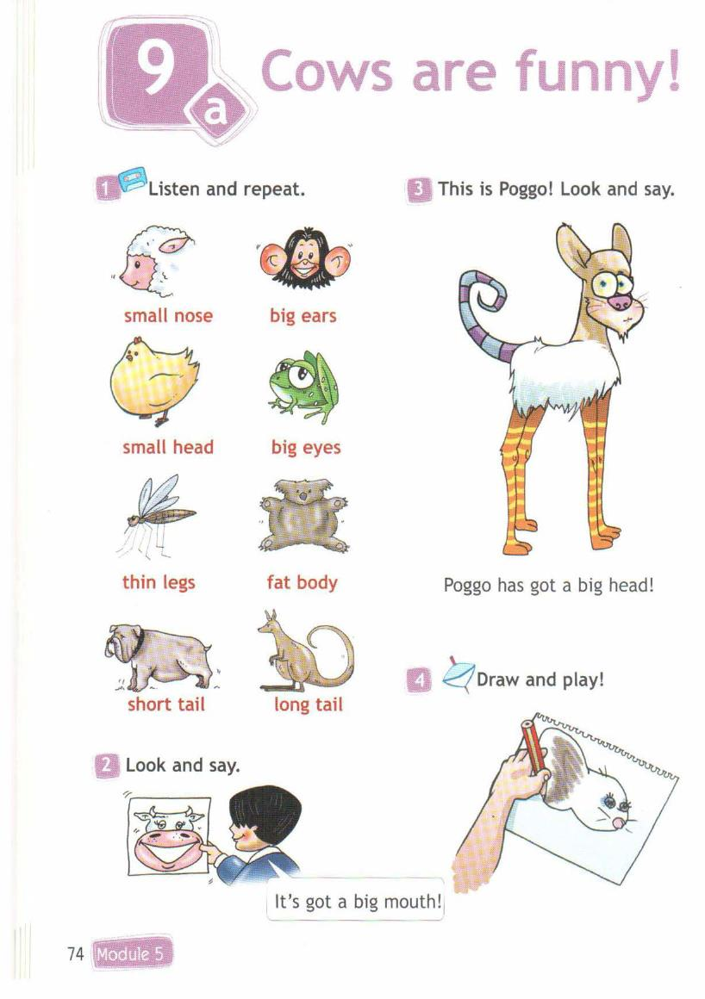 9
a
Cows are funny!
1 Listen and repeat.
small nose
big ears
small head
big eyes
thin legs
fat body
short tail
long tail
2 Look and say.
It's got a big mouth!
3 This is Poggo! Look and say.
Poggo has got a big head!
4 Draw and play!
74 Module 5